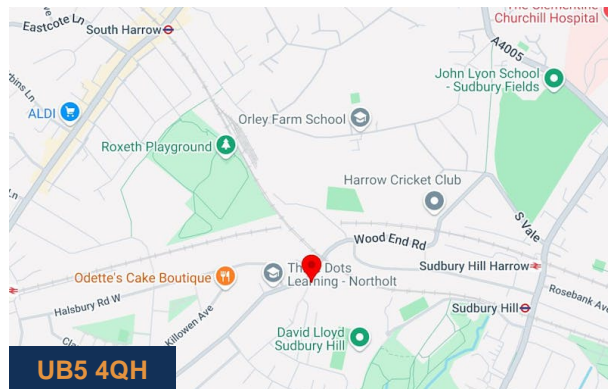 The Clementine
Churchill Hospital
Eastcote Ln
South Harrow
A4005
John Lyon School
- Sudbury Fields
ALDI
Orley Farm School
Roxeth Playground
Harrow Cricket Club
Ln
S Vale
Wood End Rd
Odette's Cake Boutique
Learning - Northolt
Sudbury Hill Harrow
Halsbury Rd W
Rosebank Ave
Killowen Ave
Sudbury Hill
David Lloyd
Sudbury Hill
UB5 4QH